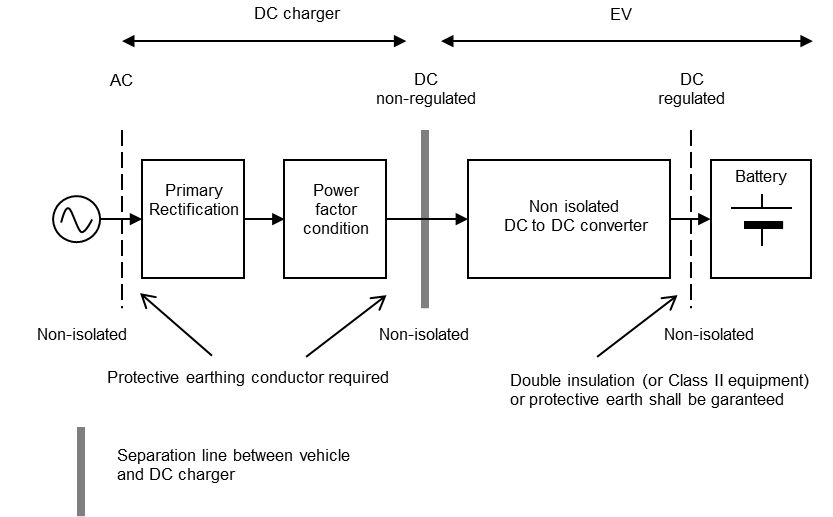 DC charger
EV
AC
DC
non-regulated
DC
regulated
Primary
Rectification
Power
factor
condition
Non isolated
DC to DC converter
Battery
Non-isolated
Non-isolated
Non-isolated
Protective earthing conductor required
Double insulation (or Class II equipment)
or protective earth shall be garanteed
Separation line between vehicle
and DC charger